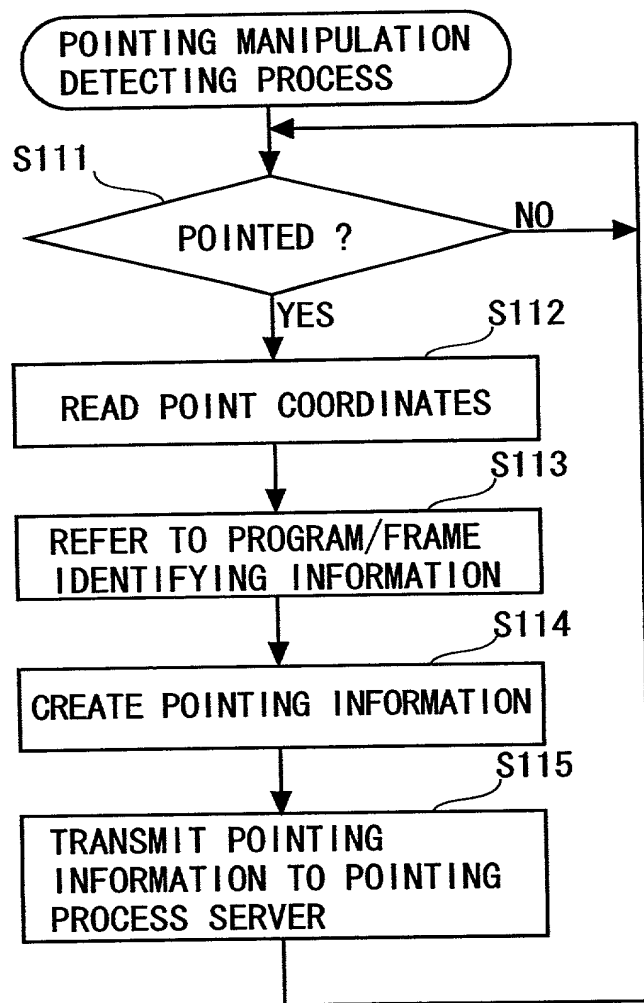 POINTING MANIPULATION
DETECTING PROCESS
S111
POINTED ?
NO
YES
S112
READ POINT COORDINATES
S113
REFER TO PROGRAM/FRAME
IDENTIFYING INFORMATION
S114
CREATE POINTING INFORMATION
S115
TRANSMIT POINTING
INFORMATION TO POINTING
PROCESS SERVER